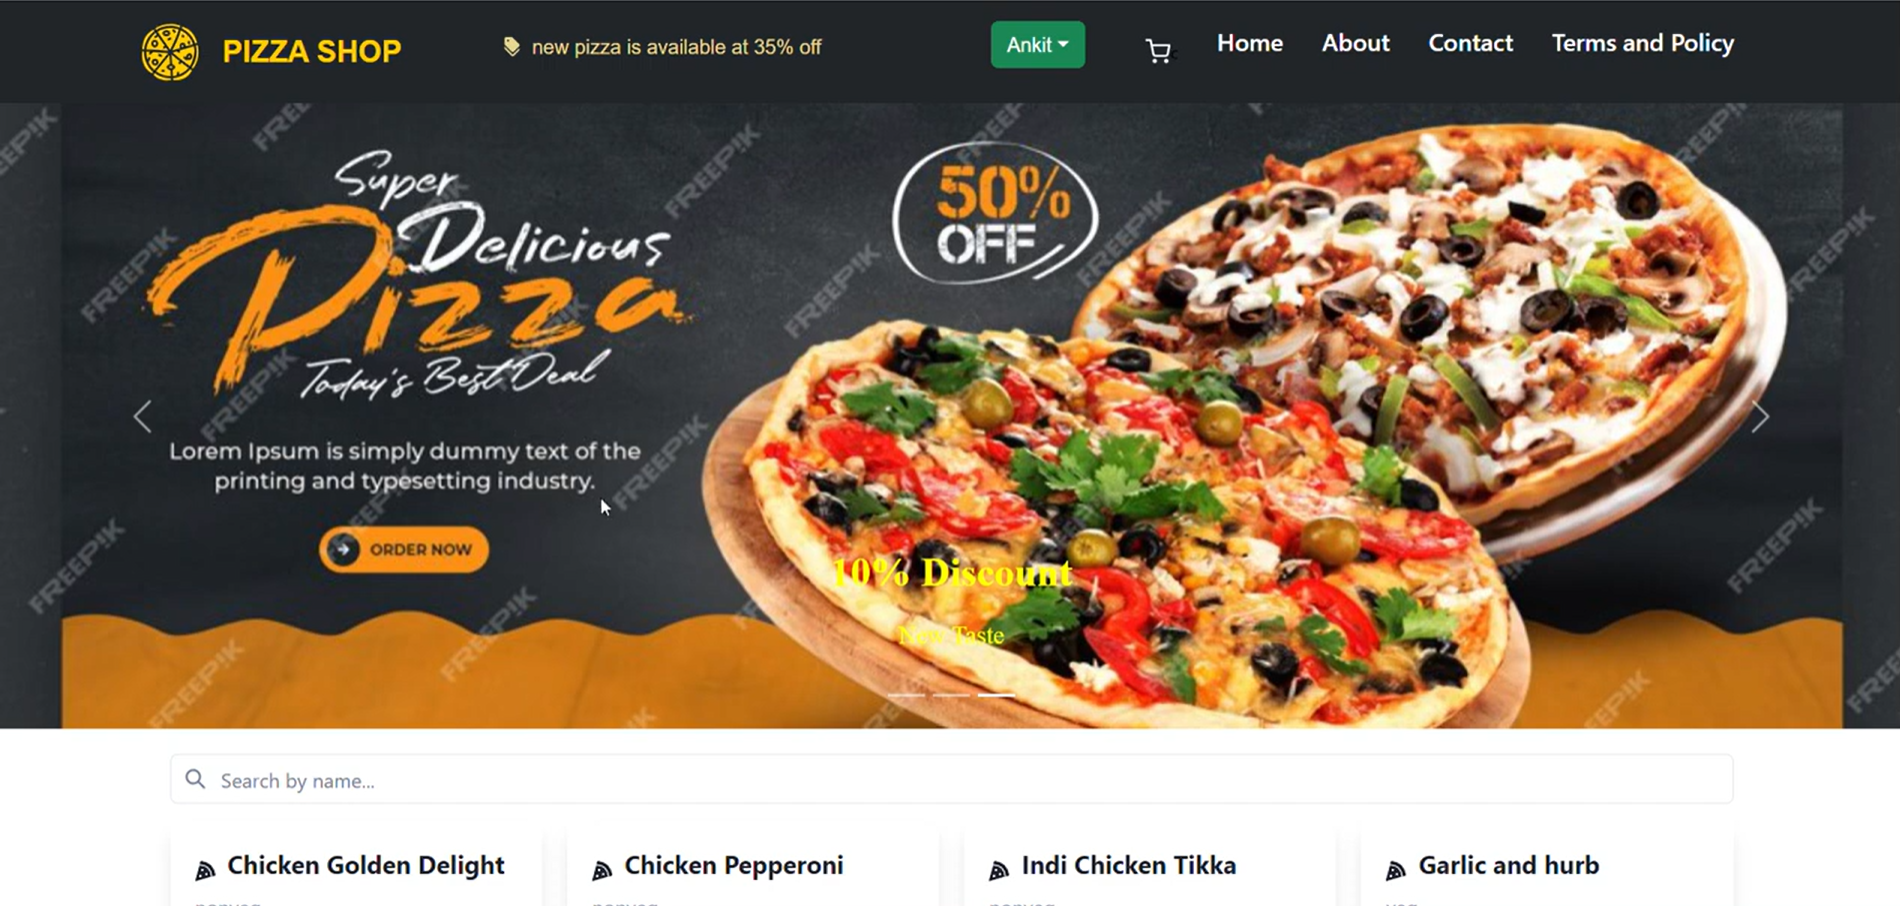 PIZZA SHOP
new pizza is available at 35% off
Ankit
Home
About
Contact
Terms and Policy
Super
Delicious
Pizza
Today's Best Deal
50%
OFF
Lorem Ipsum is simply dummy text of the
printing and typesetting industry.
ORDER NOW
10% Discount
New Taste
FREEPIK
Search by name...
Chicken Golden Delight
Chicken Pepperoni
Indi Chicken Tikka
Garlic and hurb